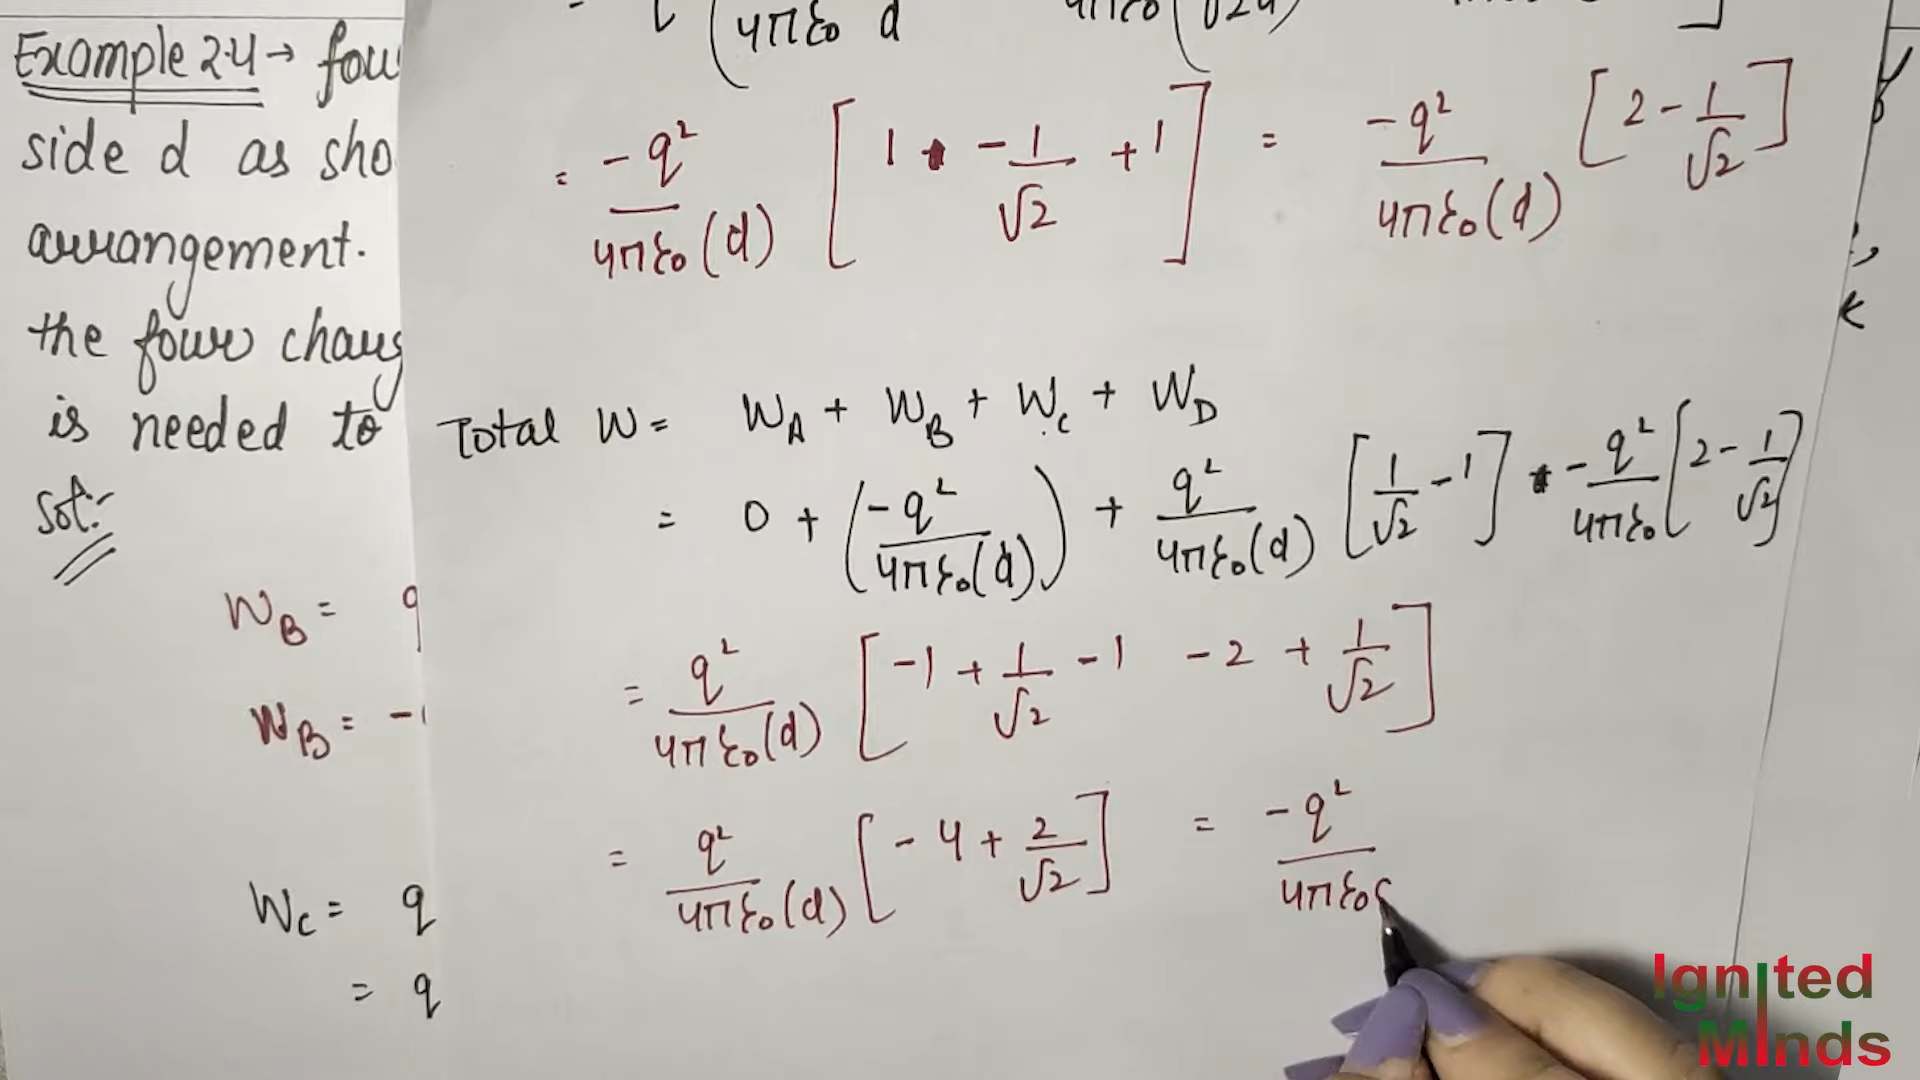 4πε₀ d
Example 2.4 →
side d as
= -q²/4πε₀(d) [1 - 1/√2 + 1] = -q²/4πε₀(d) [2 - 1/√2]
arrangement.
the four
is needed to
Total W = W_A + W_B + W_C + W_D
= 0 + (-q²/4πε₀(d)) + q²/4πε₀(d) [1/√2 - 1] - q²/4πε₀ [2 - 1/√2]
Sol:-
W_B = q
= q²/4πε₀(d) [-1 + 1/√2 - 1 - 2 + 1/√2]
W_B = -
= q²/4πε₀(d) [-4 + 2/√2] = -q²/4πε₀
W_C = q
= q
Ignited
Minds